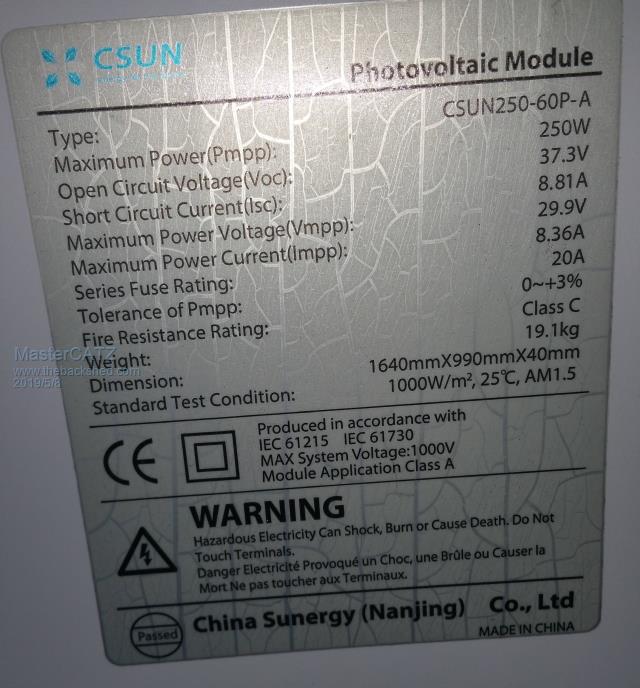 CSUN
Photovoltaic Module
Type: CSUN250-60P-A
Maximum Power(Pmpp): 250W
Open Circuit Voltage(Voc): 37.3V
Short Circuit Current(Isc): 8.81A
Maximum Power Voltage(Vmpp): 29.9V
Maximum Power Current(Impp): 8.36A
Series Fuse Rating: 20A
Tolerance of Pmpp: 0~+3%
Fire Resistance Rating: Class C
Weight: 19.1kg
Dimension: 1640mmX990mmX40mm
Standard Test Condition: 1000W/m², 25℃, AM1.5
MasterCATZ
www.thebackshed.com
2019/5/8
CE
Produced in accordance with
IEC 61215 IEC 61730
MAX System Voltage:1000V
Module Application Class A
WARNING
Hazardous Electricity Can Shock, Burn or Cause Death. Do Not
Touch Terminals.
Danger Electricité Provoqué un Choc, une Brûle ou Causer la
Mort Ne pas toucher aux Terminaux.
Passed
China Sunergy (Nanjing) Co., Ltd
MADE IN CHINA